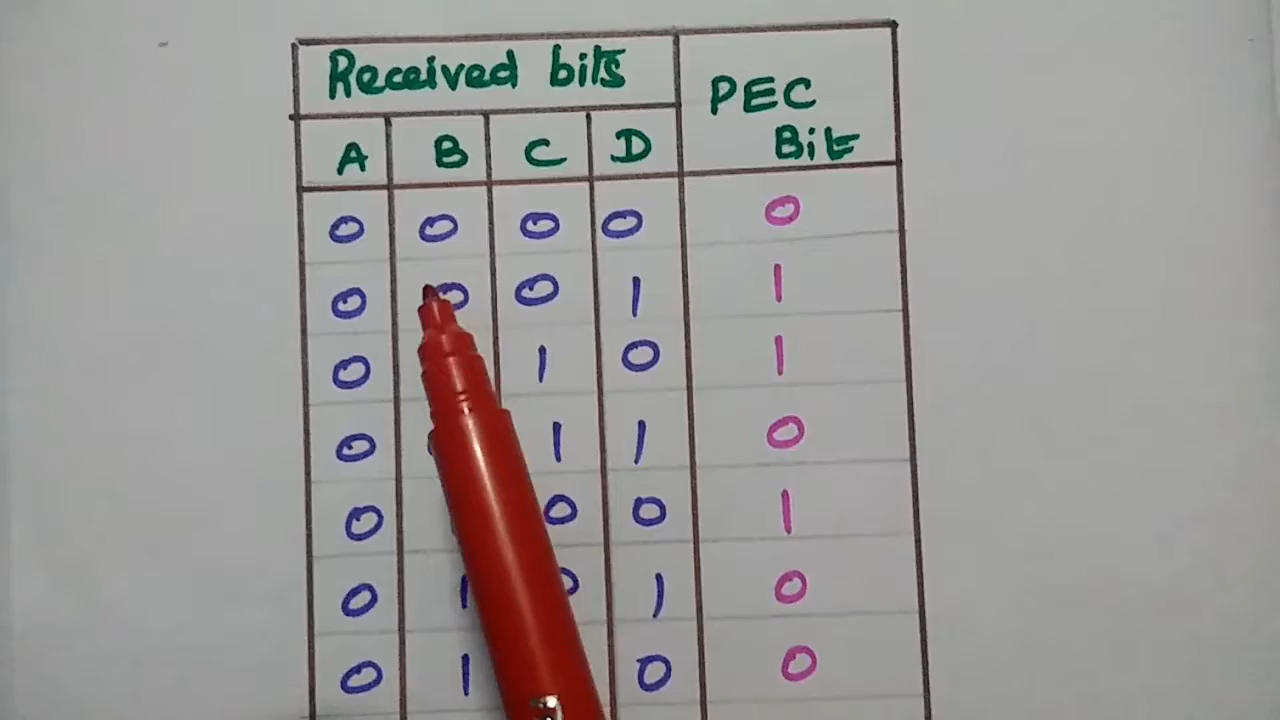 Received bits
PEC
Bit
A B C D
0 0 0 0 0
0 0 0 1 1
0 1 0 1
0 1 1 0
0 0 0 1
0 1 0 1 0
0 1 0 0